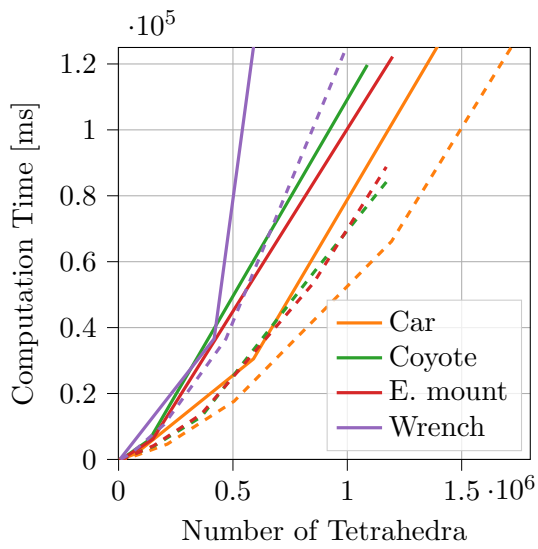 ·10^5
1.2
1
0.8
0.6
0.4
0.2
0
Computation Time [ms]
Car
Coyote
E. mount
Wrench
0 0.5 1 1.5 ·10^6
Number of Tetrahedra